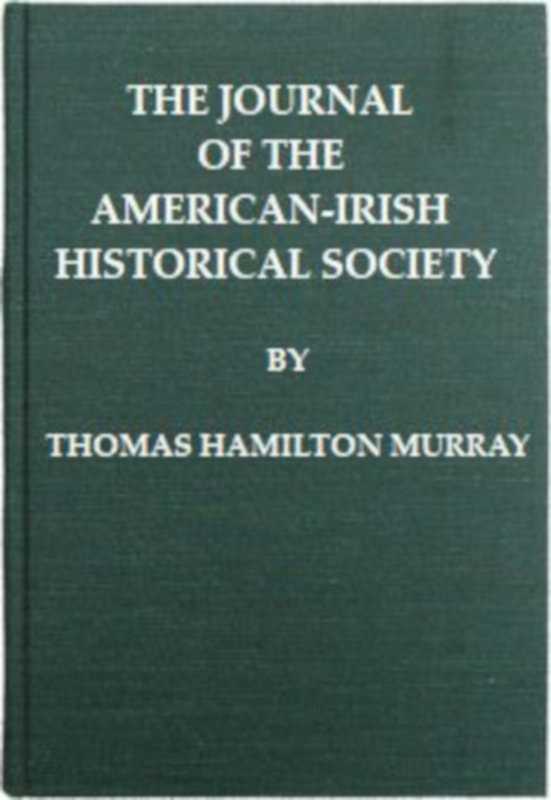 THE JOURNAL
OF THE
AMERICAN-IRISH
HISTORICAL SOCIETY
BY
THOMAS HAMILTON MURRAY